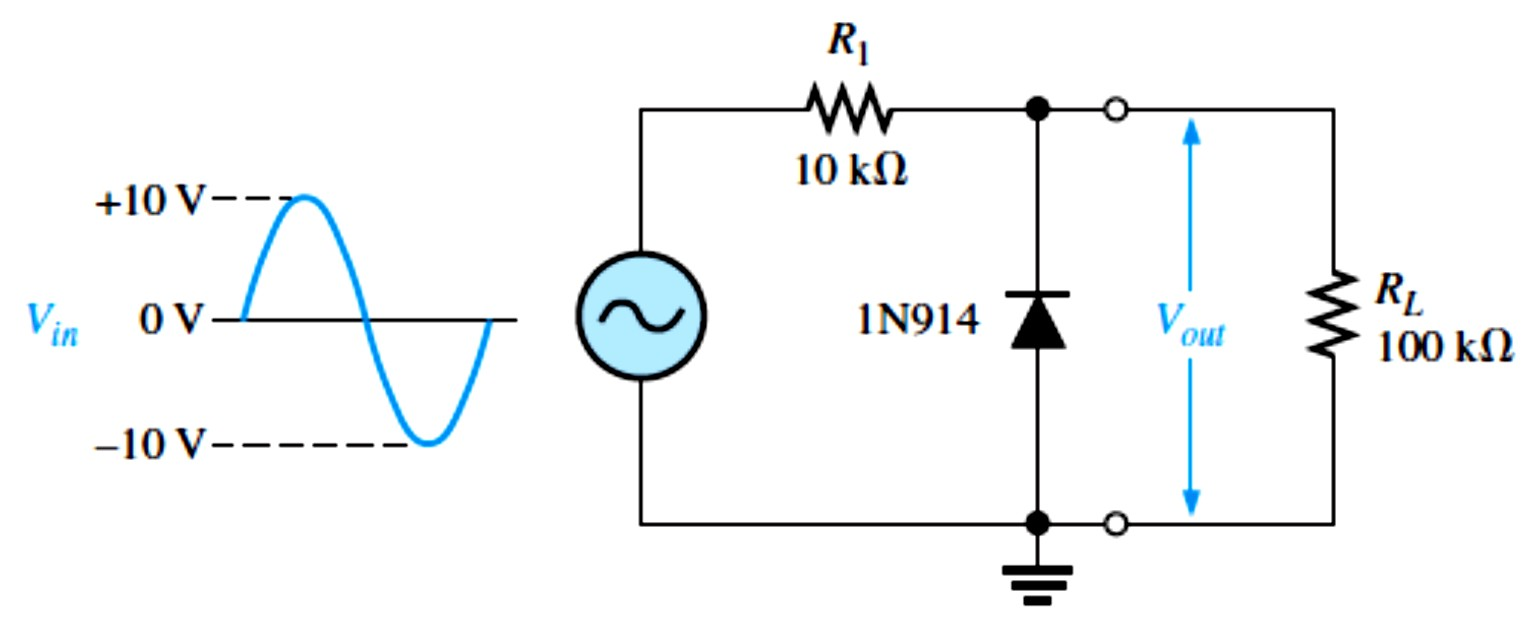 R1
10 kΩ
+10 V
Vin
0 V
–10 V
1N914
Vout
RL
100 kΩ